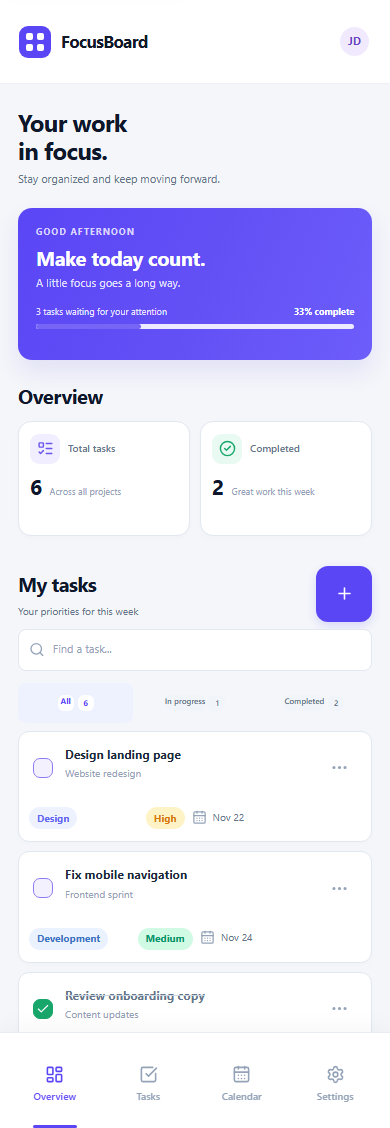 FocusBoard
JD
Your work
in focus.
Stay organized and keep moving forward.
GOOD AFTERNOON
Make today count.
A little focus goes a long way.
3 tasks waiting for your attention 33% complete
Overview
Total tasks
6 Across all projects
Completed
2 Great work this week
My tasks
Your priorities for this week
+
Find a task...
All 6 In progress 1 Completed 2
Design landing page
Website redesign
Design High Nov 22
Fix mobile navigation
Frontend sprint
Development Medium Nov 24
Review onboarding copy
Content updates
Overview Tasks Calendar Settings